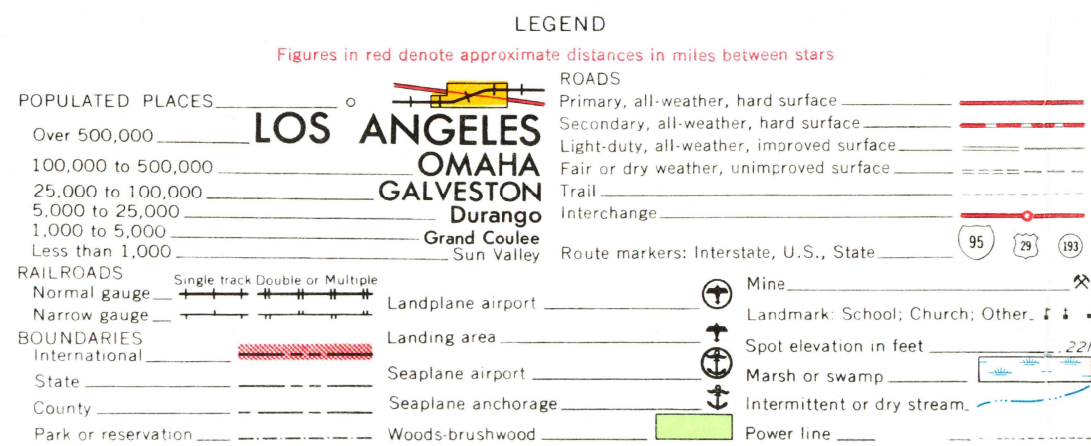 LEGEND
Figures in red denote approximate distances in miles between stars
POPULATED PLACES
Over 500,000 LOS ANGELES
100,000 to 500,000 OMAHA
25,000 to 100,000 GALVESTON
5,000 to 25,000 Durango
1,000 to 5,000 Grand Coulee
Less than 1,000 Sun Valley
ROADS
Primary, all-weather, hard surface
Secondary, all-weather, hard surface
Light-duty, all-weather, improved surface
Fair or dry weather, unimproved surface
Trail
Interchange
Route markers: Interstate, U.S., State 95 29 193
RAILROADS
Single track Double or Multiple
Normal gauge
Narrow gauge
BOUNDARIES
International
State
County
Park or reservation
Landplane airport
Landing area
Seaplane airport
Seaplane anchorage
Woods-brushwood
Mine
Landmark: School; Church; Other
Spot elevation in feet
Marsh or swamp
Intermittent or dry stream
Power line